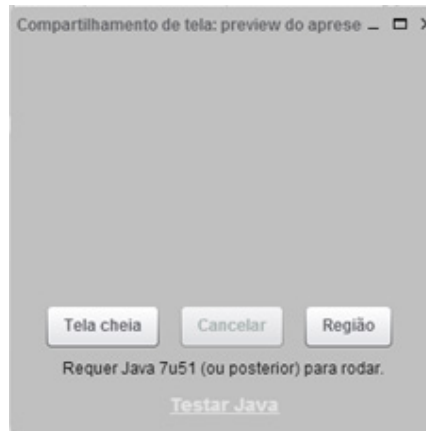 Compartilhamento de tela: preview do aprese
Tela cheia Cancelar Região
Requer Java 7u51 (ou posterior) para rodar.
Testar Java